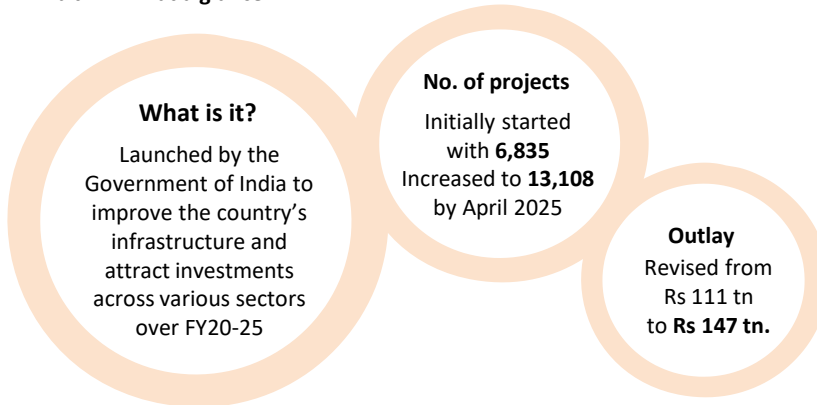 What is it?
Launched by the
Government of India to
improve the country's
infrastructure and
attract investments
across various sectors
over FY20-25
No. of projects
Initially started
with 6,835
Increased to 13,108
by April 2025
Outlay
Revised from
Rs 111 tn
to Rs 147 tn.